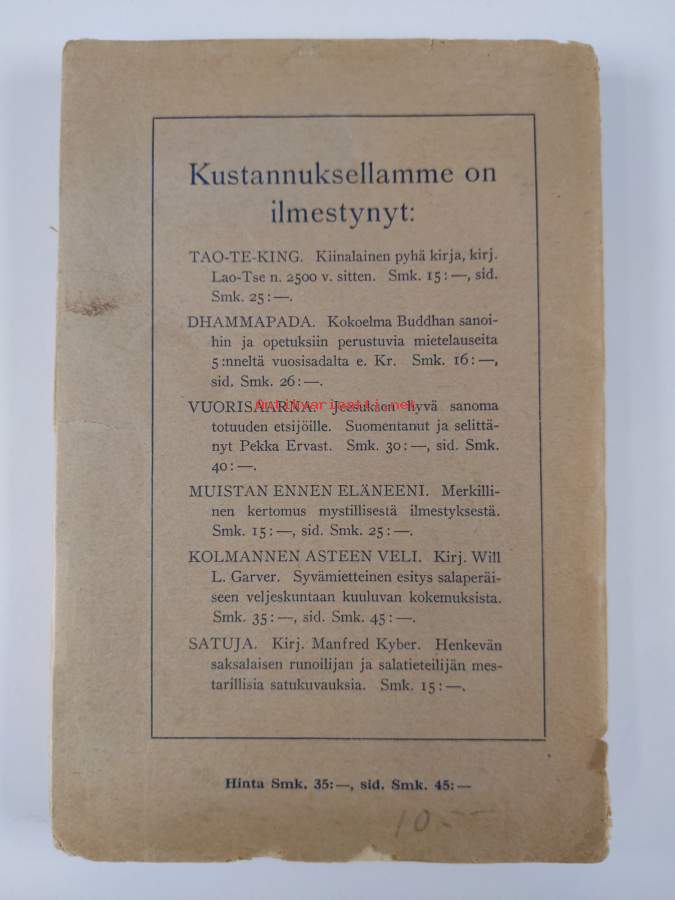 Kustannuksellamme on
ilmestynyt:
TAO-TE-KING. Kiinalainen pyhä kirja, kirj.
Lao-Tse n. 2500 v. sitten. Smk. 15:—, sid.
Smk. 25:—.
DHAMMAPADA. Kokoelma Buddhan sanoi-
hin ja opetuksiin perustuvia mietelauseita
5:nneltä vuosisadalta e. Kr. Smk. 16:—,
sid. Smk. 26:—.
Antikvariaatti.net
VUORISAARNA. Jeesuksen hyvä sanoma
totuuden etsijöille. Suomentanut ja selittä-
nyt Pekka Ervast. Smk. 30:—, sid. Smk.
40:—.
MUISTAN ENNEN ELÄNEENI. Merkilli-
nen kertomus mystillisestä ilmestyksestä.
Smk. 15:—, sid. Smk. 25:—.
KOLMANNEN ASTEEN VELI. Kirj. Will
L. Garver. Syvämietteinen esitys salaperäi-
seen veljeskuntaan kuuluvan kokemuksista.
Smk. 35:—, sid. Smk. 45:—.
SATUJA. Kirj. Manfred Kyber. Henkevän
saksalaisen runoilijan ja salatieteilijän mes-
tarillisia satukuvauksia. Smk. 15:—.
Hinta Smk. 35:—, sid. Smk. 45:—
10.--